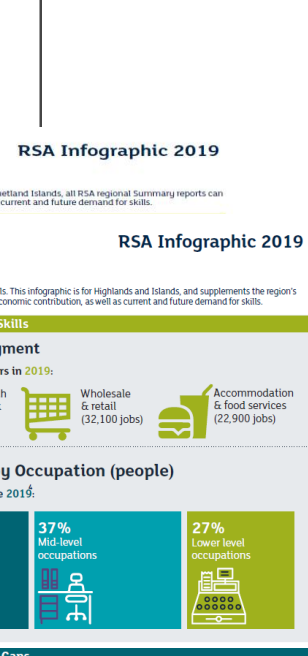 RSA Infographic 2019
etland Islands, all RSA regional Summary reports can
current and future demand for skills.
RSA Infographic 2019
ls. This infographic is for Highlands and Islands, and supplements the region's
conomic contribution, as well as current and future demand for skills.
Skills
yment
rs in 2019:
th
Wholesale
& retail
(32,100 jobs)
Accommodation
& food services
(22,900 jobs)
y Occupation (people)
e 2019:
37%
Mid-level
occupations
27%
Lower level
occupations
Gaps